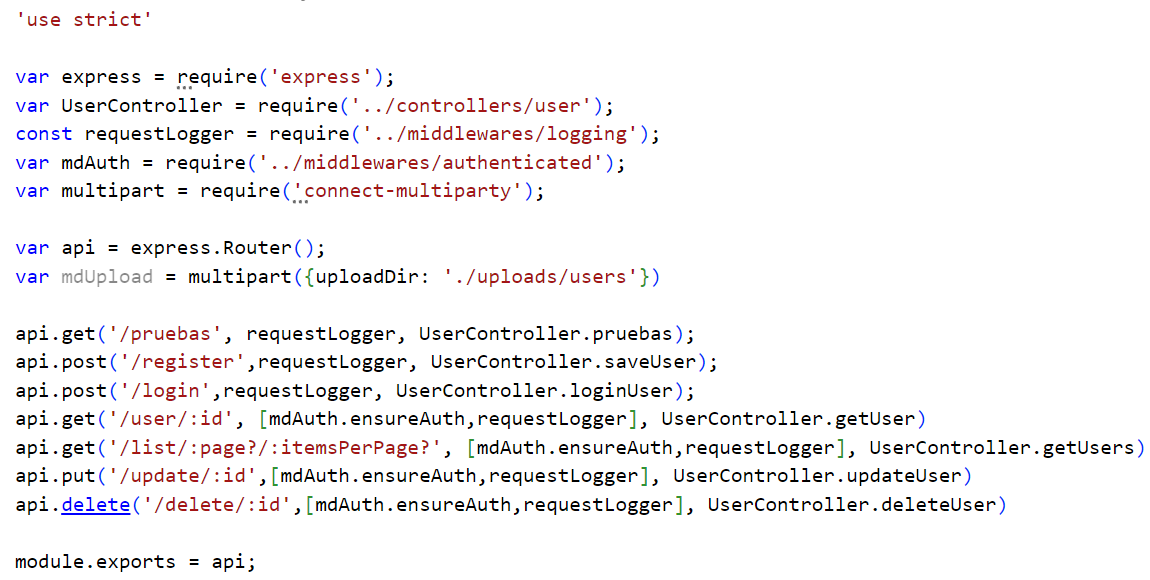 'use strict'
var express = require('express');
var UserController = require('../controllers/user');
const requestLogger = require('../middlewares/logging');
var mdAuth = require('../middlewares/authenticated');
var multipart = require('connect-multiparty');
var api = express.Router();
var mdUpload = multipart({uploadDir: './uploads/users'})
api.get('/pruebas', requestLogger, UserController.pruebas);
api.post('/register',requestLogger, UserController.saveUser);
api.post('/login',requestLogger, UserController.loginUser);
api.get('/user/:id', [mdAuth.ensureAuth,requestLogger], UserController.getUser)
api.get('/list/:page?/:itemsPerPage?', [mdAuth.ensureAuth,requestLogger], UserController.getUsers)
api.put('/update/:id',[mdAuth.ensureAuth,requestLogger], UserController.updateUser)
api.delete('/delete/:id',[mdAuth.ensureAuth,requestLogger], UserController.deleteUser)
module.exports = api;